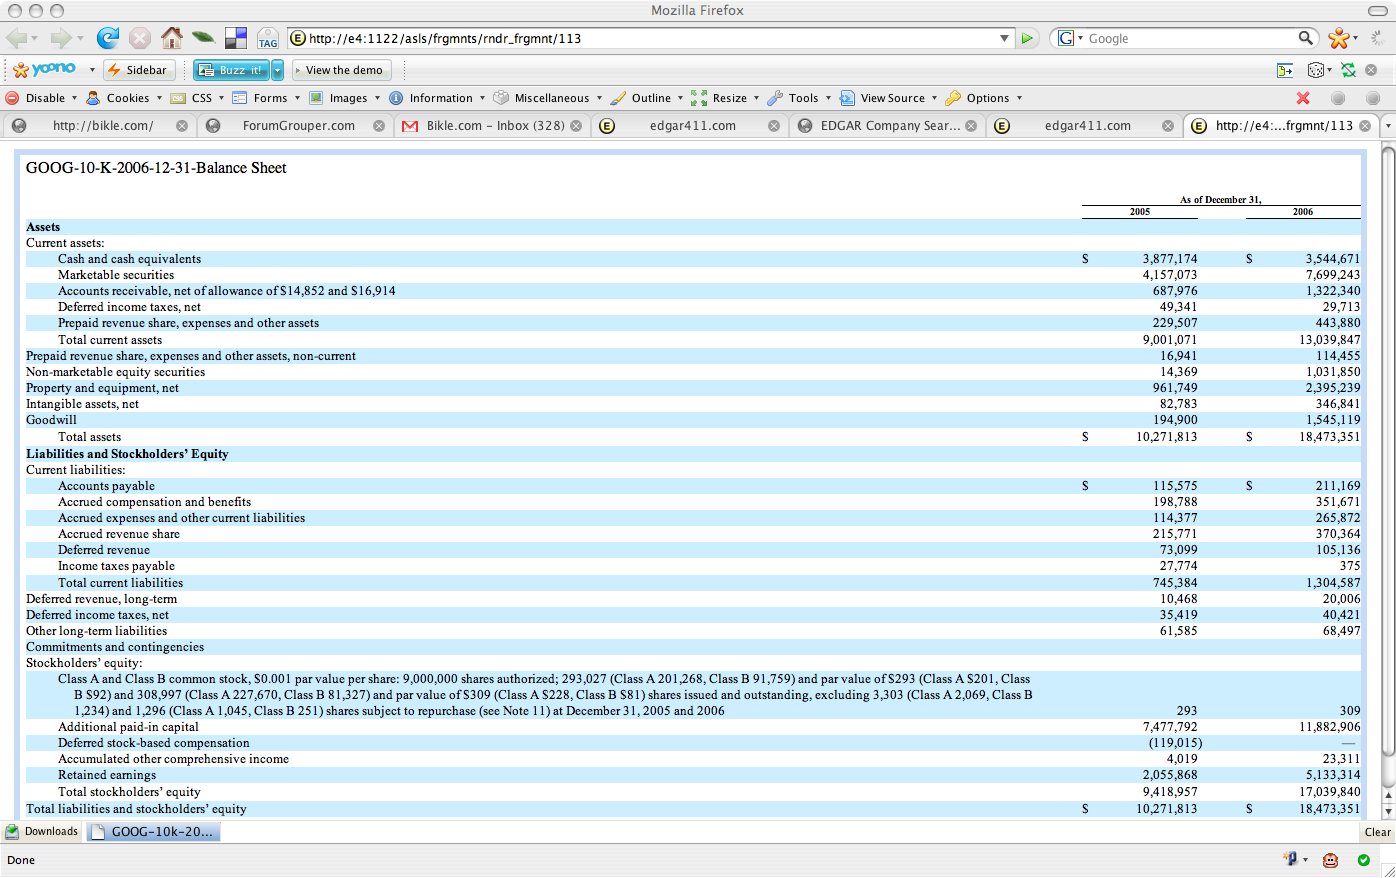 Mozilla Firefox
TAG http://e4:1122/asls/frgmnts/rndr_frgmnt/113 Google
yoono Sidebar Buzz it! View the demo
Disable Cookies CSS Forms Images Information Miscellaneous Outline Resize Tools View Source Options
http://bikle.com/ ForumGrouper.com Bikle.com - Inbox (328) edgar411.com EDGAR Company Sear... edgar411.com http://e4:...frgmnt/113
GOOG-10-K-2006-12-31-Balance Sheet
As of December 31,
2005 2006
Assets
Current assets:
Cash and cash equivalents $ 3,877,174 $ 3,544,671
Marketable securities 4,157,073 7,699,243
Accounts receivable, net of allowance of $14,852 and $16,914 687,976 1,322,340
Deferred income taxes, net 49,341 29,713
Prepaid revenue share, expenses and other assets 229,507 443,880
Total current assets 9,001,071 13,039,847
Prepaid revenue share, expenses and other assets, non-current 16,941 114,455
Non-marketable equity securities 14,369 1,031,850
Property and equipment, net 961,749 2,395,239
Intangible assets, net 82,783 346,841
Goodwill 194,900 1,545,119
Total assets $ 10,271,813 $ 18,473,351
Liabilities and Stockholders' Equity
Current liabilities:
Accounts payable $ 115,575 $ 211,169
Accrued compensation and benefits 198,788 351,671
Accrued expenses and other current liabilities 114,377 265,872
Accrued revenue share 215,771 370,364
Deferred revenue 73,099 105,136
Income taxes payable 27,774 375
Total current liabilities 745,384 1,304,587
Deferred revenue, long-term 10,468 20,006
Deferred income taxes, net 35,419 40,421
Other long-term liabilities 61,585 68,497
Commitments and contingencies
Stockholders' equity:
Class A and Class B common stock, $0.001 par value per share: 9,000,000 shares authorized; 293,027 (Class A 201,268, Class B 91,759) and par value of $293 (Class A $201, Class
B $92) and 308,997 (Class A 227,670, Class B 81,327) and par value of $309 (Class A $228, Class B $81) shares issued and outstanding, excluding 3,303 (Class A 2,069, Class B
1,234) and 1,296 (Class A 1,045, Class B 251) shares subject to repurchase (see Note 11) at December 31, 2005 and 2006 293 309
Additional paid-in capital 7,477,792 11,882,906
Deferred stock-based compensation (119,015) —
Accumulated other comprehensive income 4,019 23,311
Retained earnings 2,055,868 5,133,314
Total stockholders' equity 9,418,957 17,039,840
Total liabilities and stockholders' equity $ 10,271,813 $ 18,473,351
Downloads GOOG-10k-20... Clear
Done